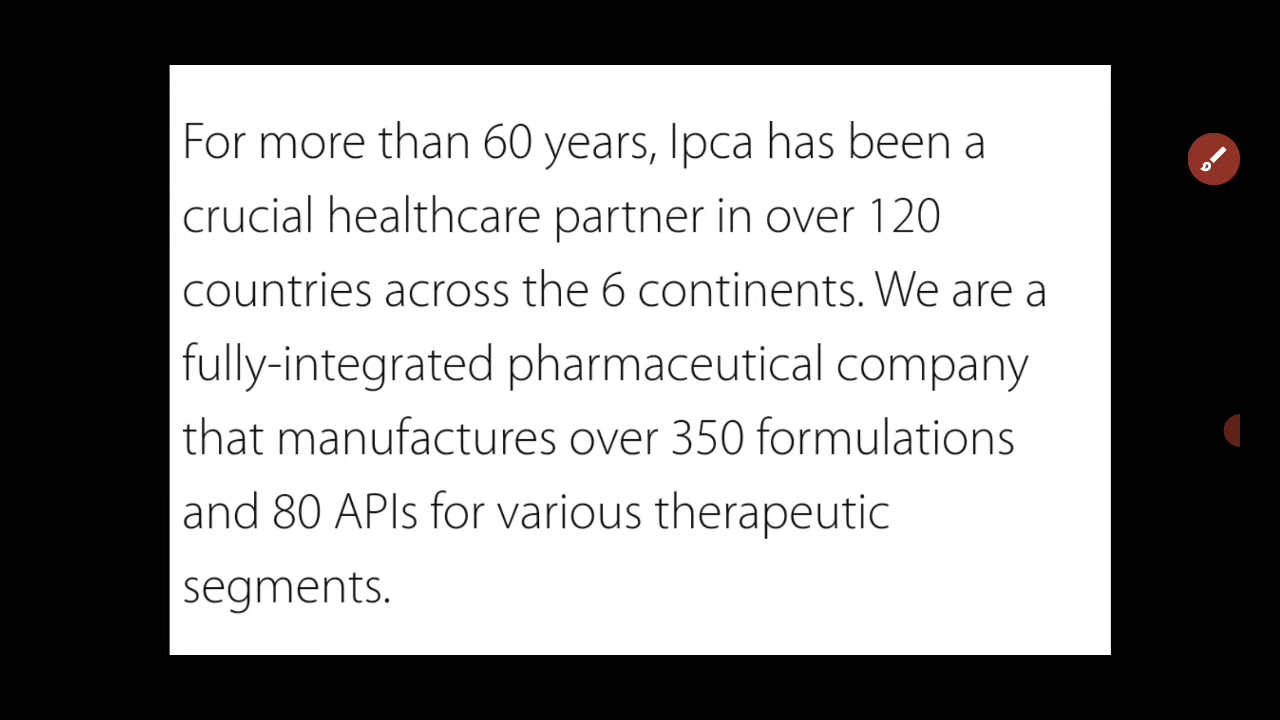 For more than 60 years, Ipca has been a
crucial healthcare partner in over 120
countries across the 6 continents. We are a
fully-integrated pharmaceutical company
that manufactures over 350 formulations
and 80 APIs for various therapeutic
segments.